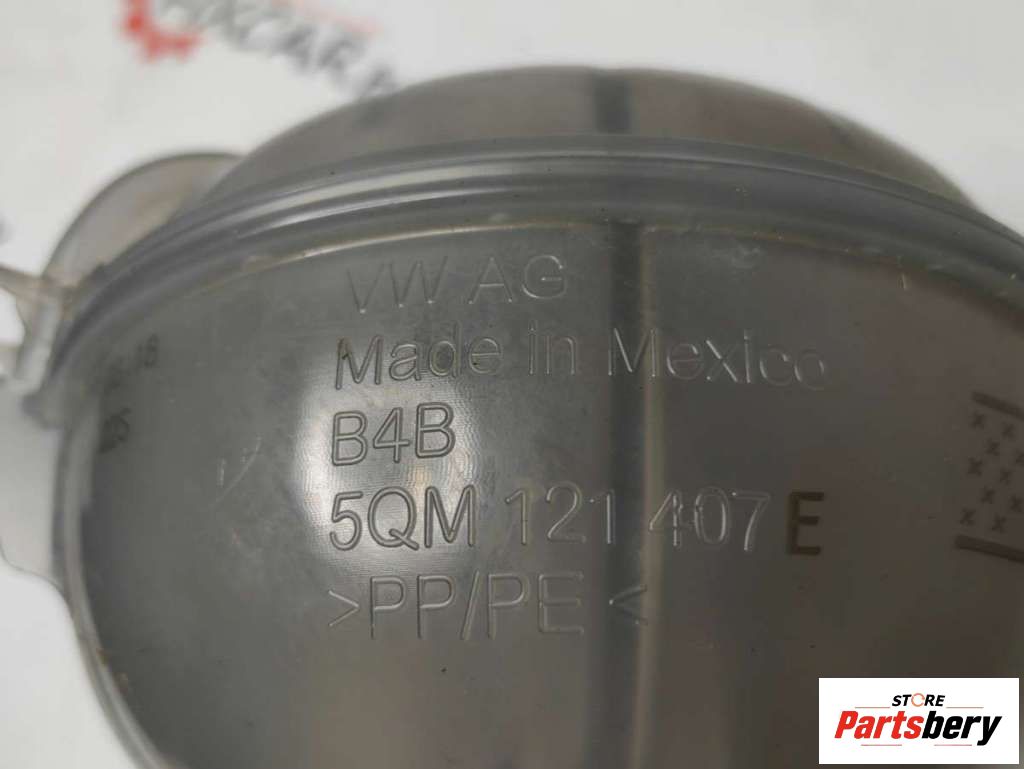 VW AG
Made in Mexico
B4B
5QM 121 407 E
>PP/PE<
STORE
Partsbery